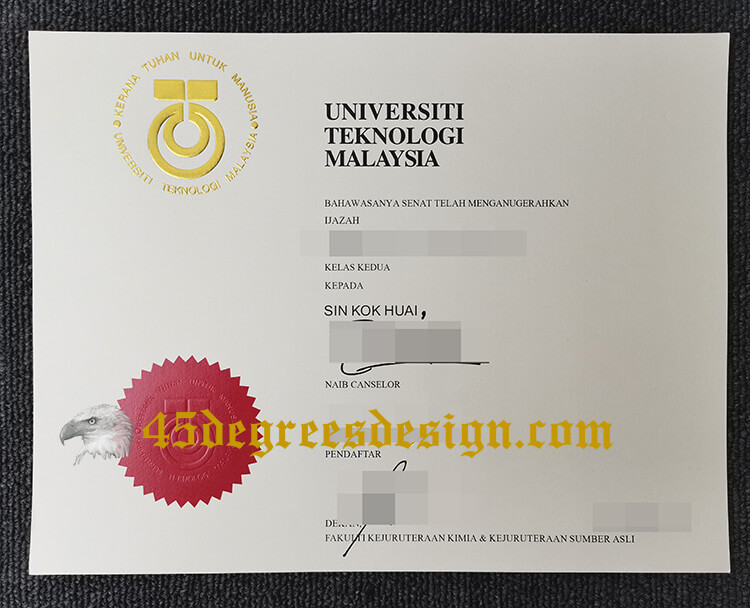 KERANA TUHAN UNTUK MANUSIA
UNIVERSITI TEKNOLOGI MALAYSIA
UNIVERSITI
TEKNOLOGI
MALAYSIA
BAHAWASANYA SENAT TELAH MENGANUGERAHKAN
IJAZAH
KELAS KEDUA
KEPADA
SIN KOK HUAI,
NAIB CANSELOR
45degreesdesign.com
PENDAFTAR
DEKAN,
FAKULTI KEJURUTERAAN KIMIA & KEJURUTERAAN SUMBER ASLI